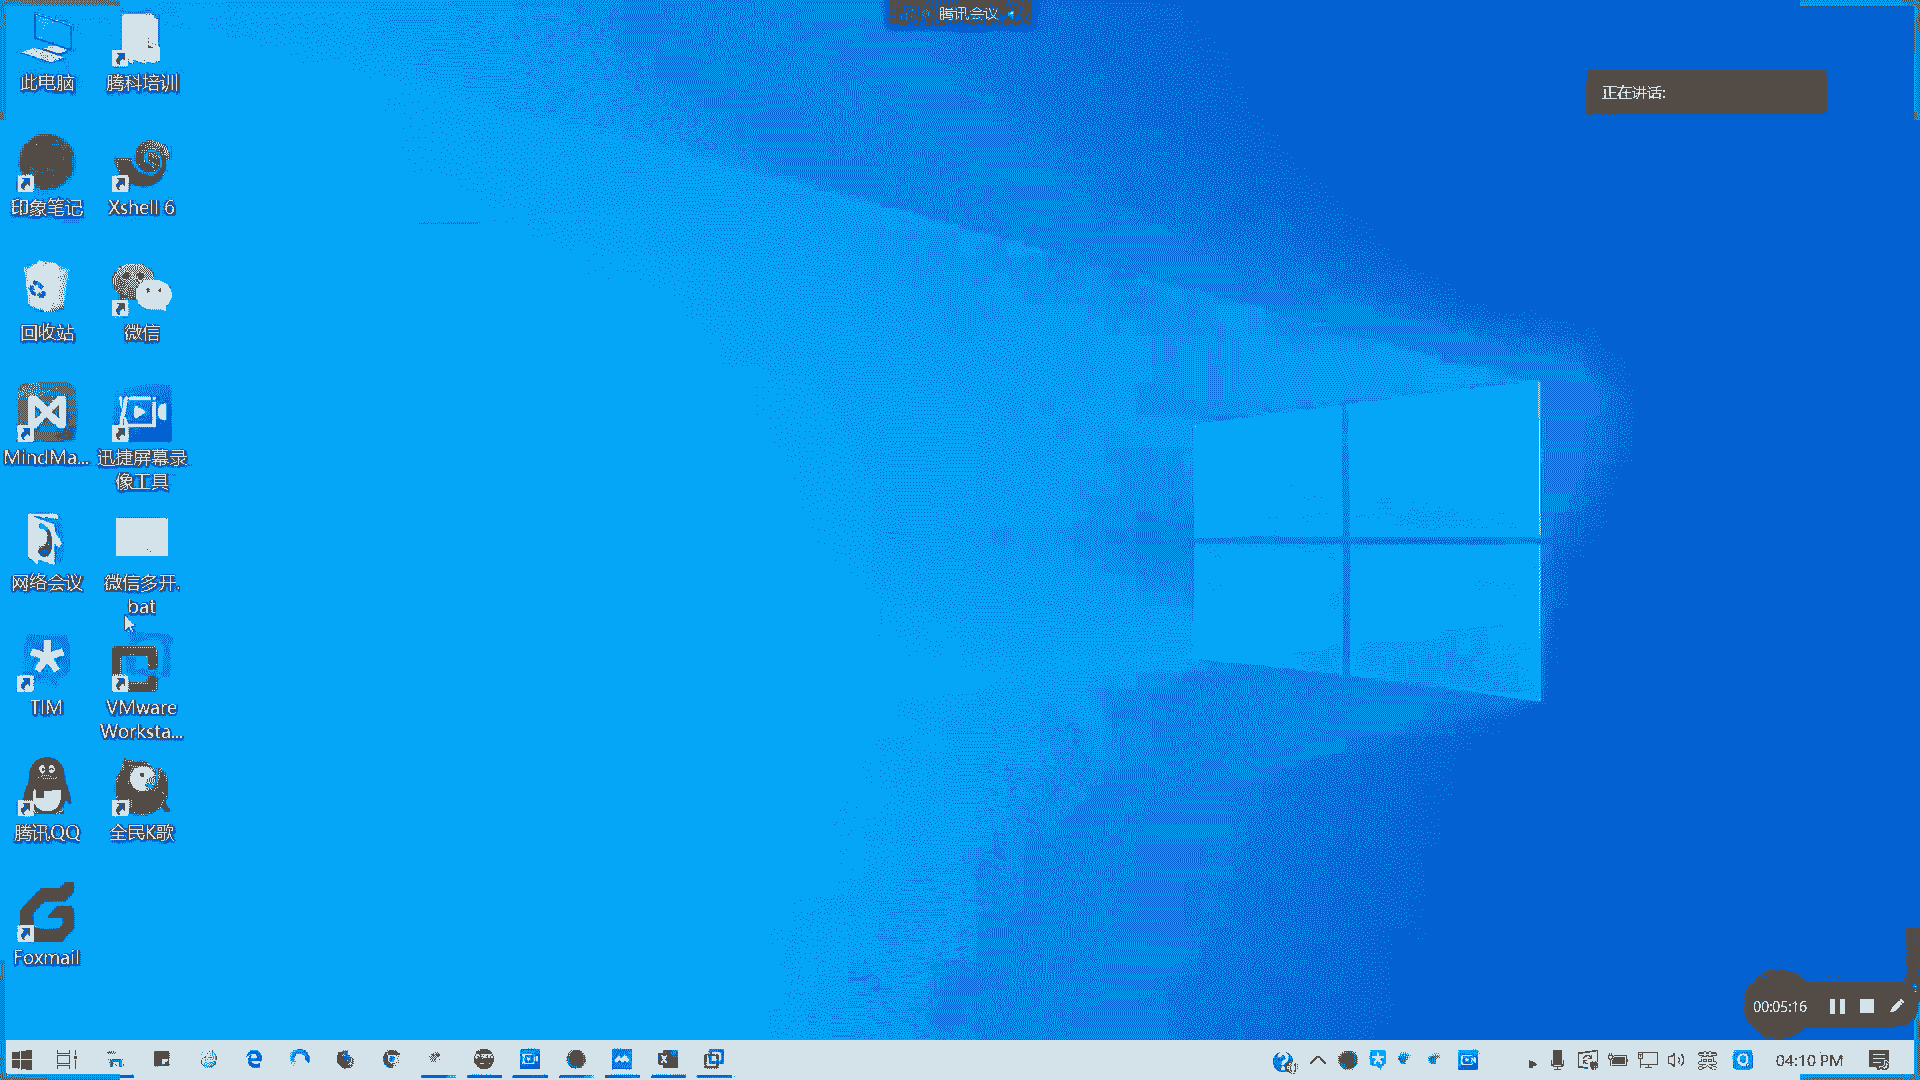 腾讯会议
正在讲话:
此电脑
腾科培训
印象笔记
Xshell 6
回收站
微信
MindMa...
迅捷屏幕录
像工具
网络会议
微信多开.
bat
TIM
VMware
Worksta...
腾讯QQ
全民K歌
Foxmail
00:05:16
英
04:10 PM